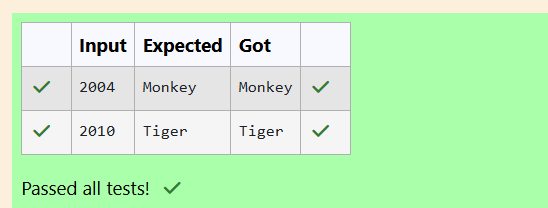 Input Expected Got
2004 Monkey Monkey
2010 Tiger Tiger
Passed all tests!